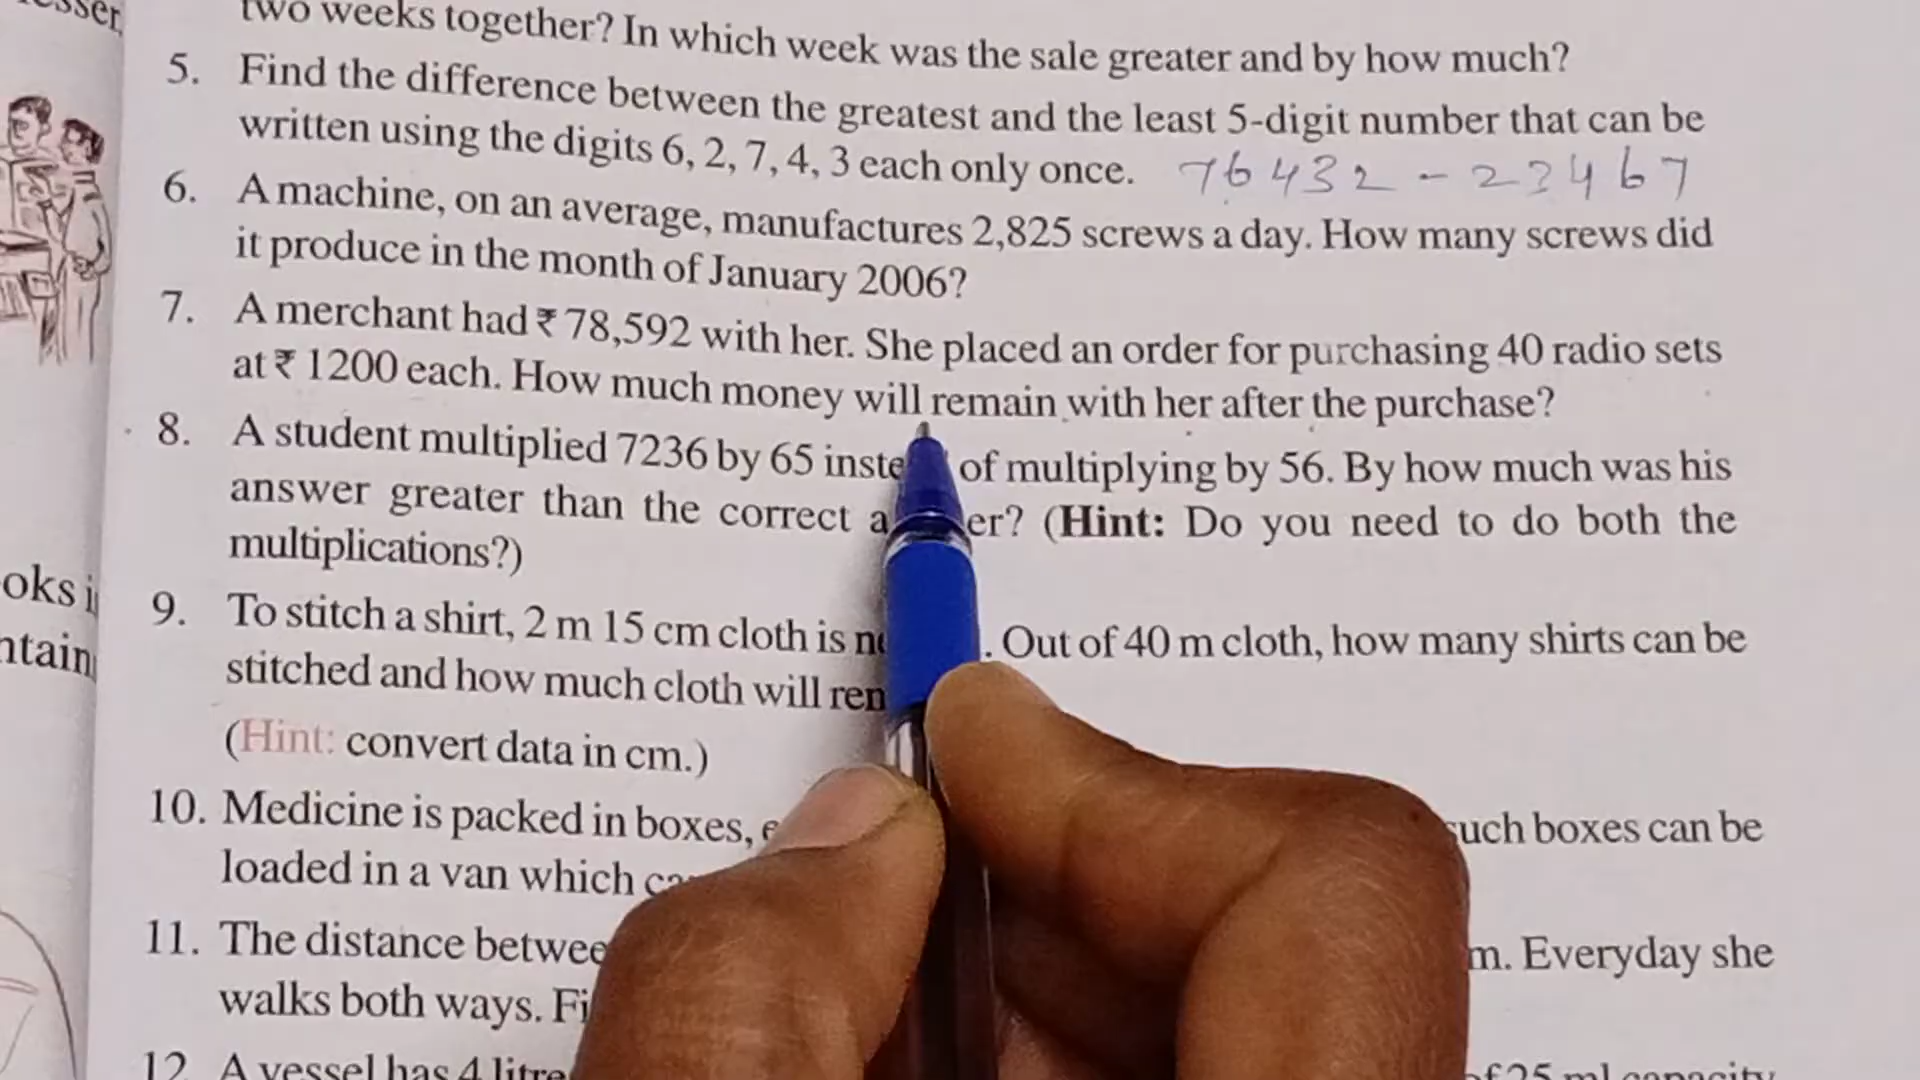 two weeks together? In which week was the sale greater and by how much?
5. Find the difference between the greatest and the least 5-digit number that can be
written using the digits 6, 2, 7, 4, 3 each only once. 76432 - 23467
6. A machine, on an average, manufactures 2,825 screws a day. How many screws did
it produce in the month of January 2006?
7. A merchant had ₹ 78,592 with her. She placed an order for purchasing 40 radio sets
at ₹ 1200 each. How much money will remain with her after the purchase?
8. A student multiplied 7236 by 65 of multiplying by 56. By how much was his
answer greater than the correct er? (Hint: Do you need to do both the
multiplications?)
oks
9. To stitch a shirt, 2 m 15 cm cloth is . Out of 40 m cloth, how many shirts can be
ntain
stitched and how much cloth will
(Hint: convert data in cm.)
10. Medicine is packed in boxes, such boxes can be
loaded in a van which
11. The distance m. Everyday she
walks both ways.
12. A vessel has 4 of 25 ml capacity